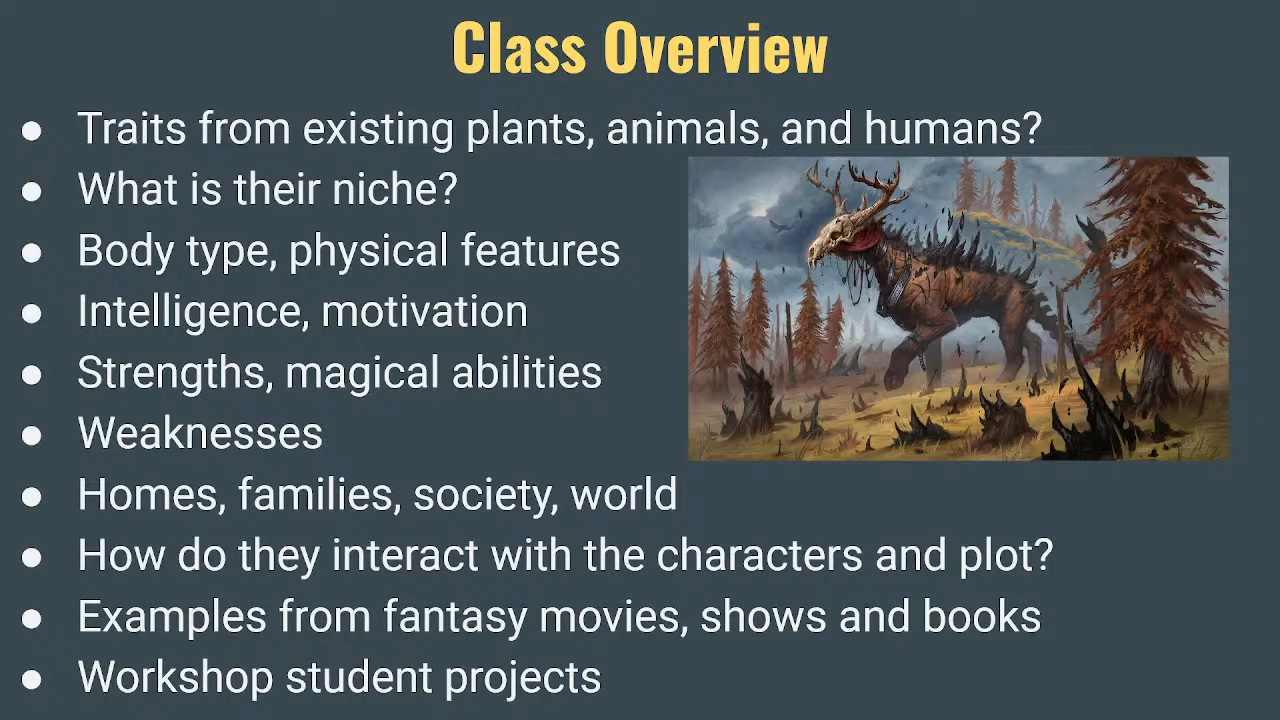 Class Overview
● Traits from existing plants, animals, and humans?
● What is their niche?
● Body type, physical features
● Intelligence, motivation
● Strengths, magical abilities
● Weaknesses
● Homes, families, society, world
● How do they interact with the characters and plot?
● Examples from fantasy movies, shows and books
● Workshop student projects